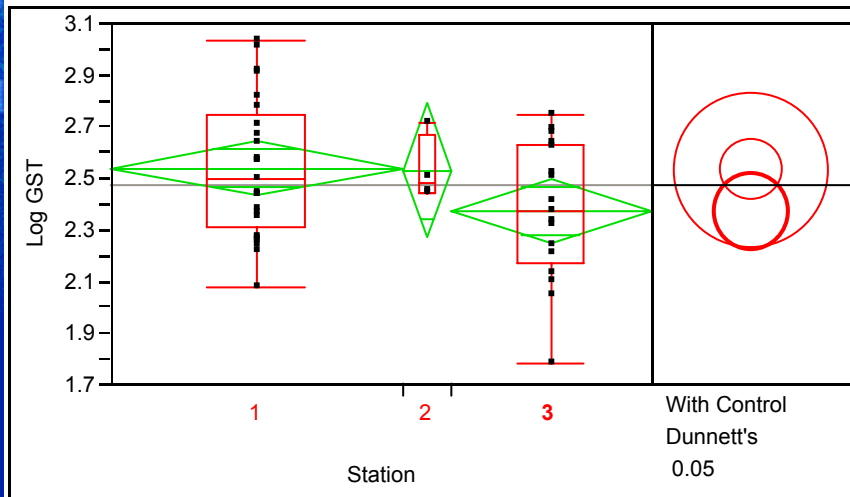 3.1
2.9
2.7
2.5
2.3
2.1
1.9
1.7
Log GST
1 2 3
Station
With Control
Dunnett's
0.05